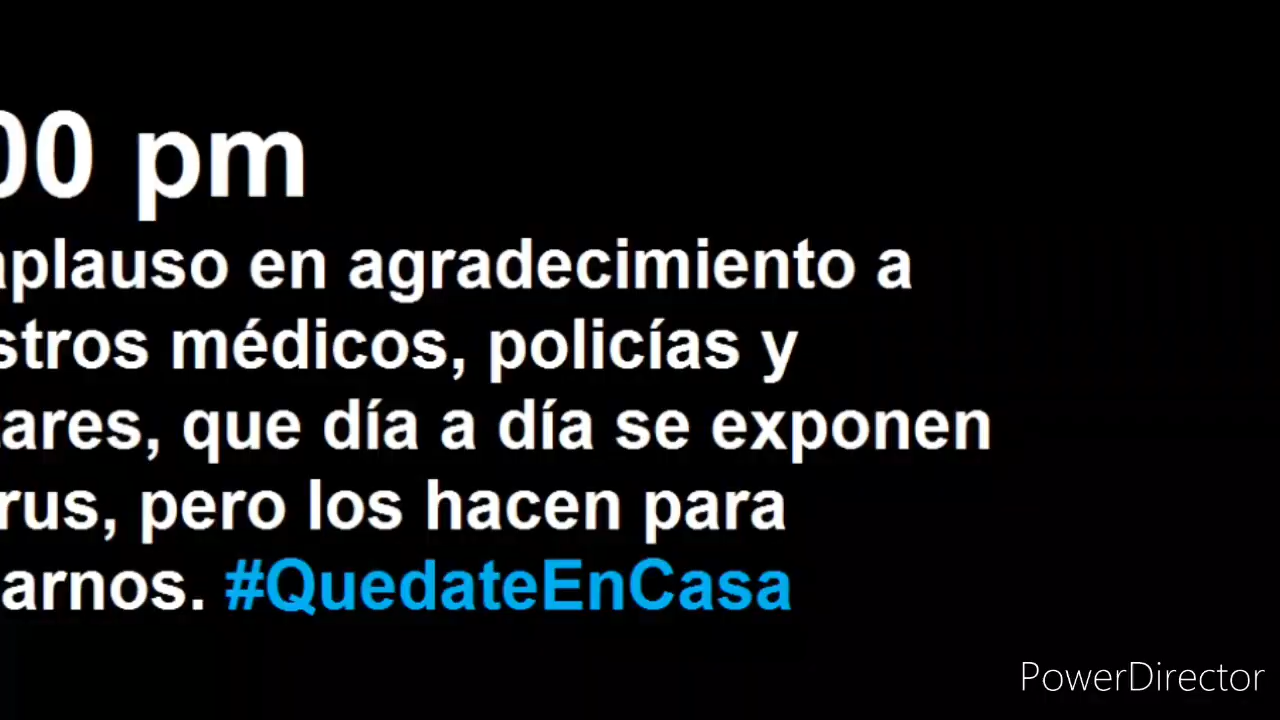 00 pm
aplauso en agradecimiento a
stros médicos, policías y
tares, que día a día se exponen
rus, pero los hacen para
arnos. #QuedateEnCasa
PowerDirector